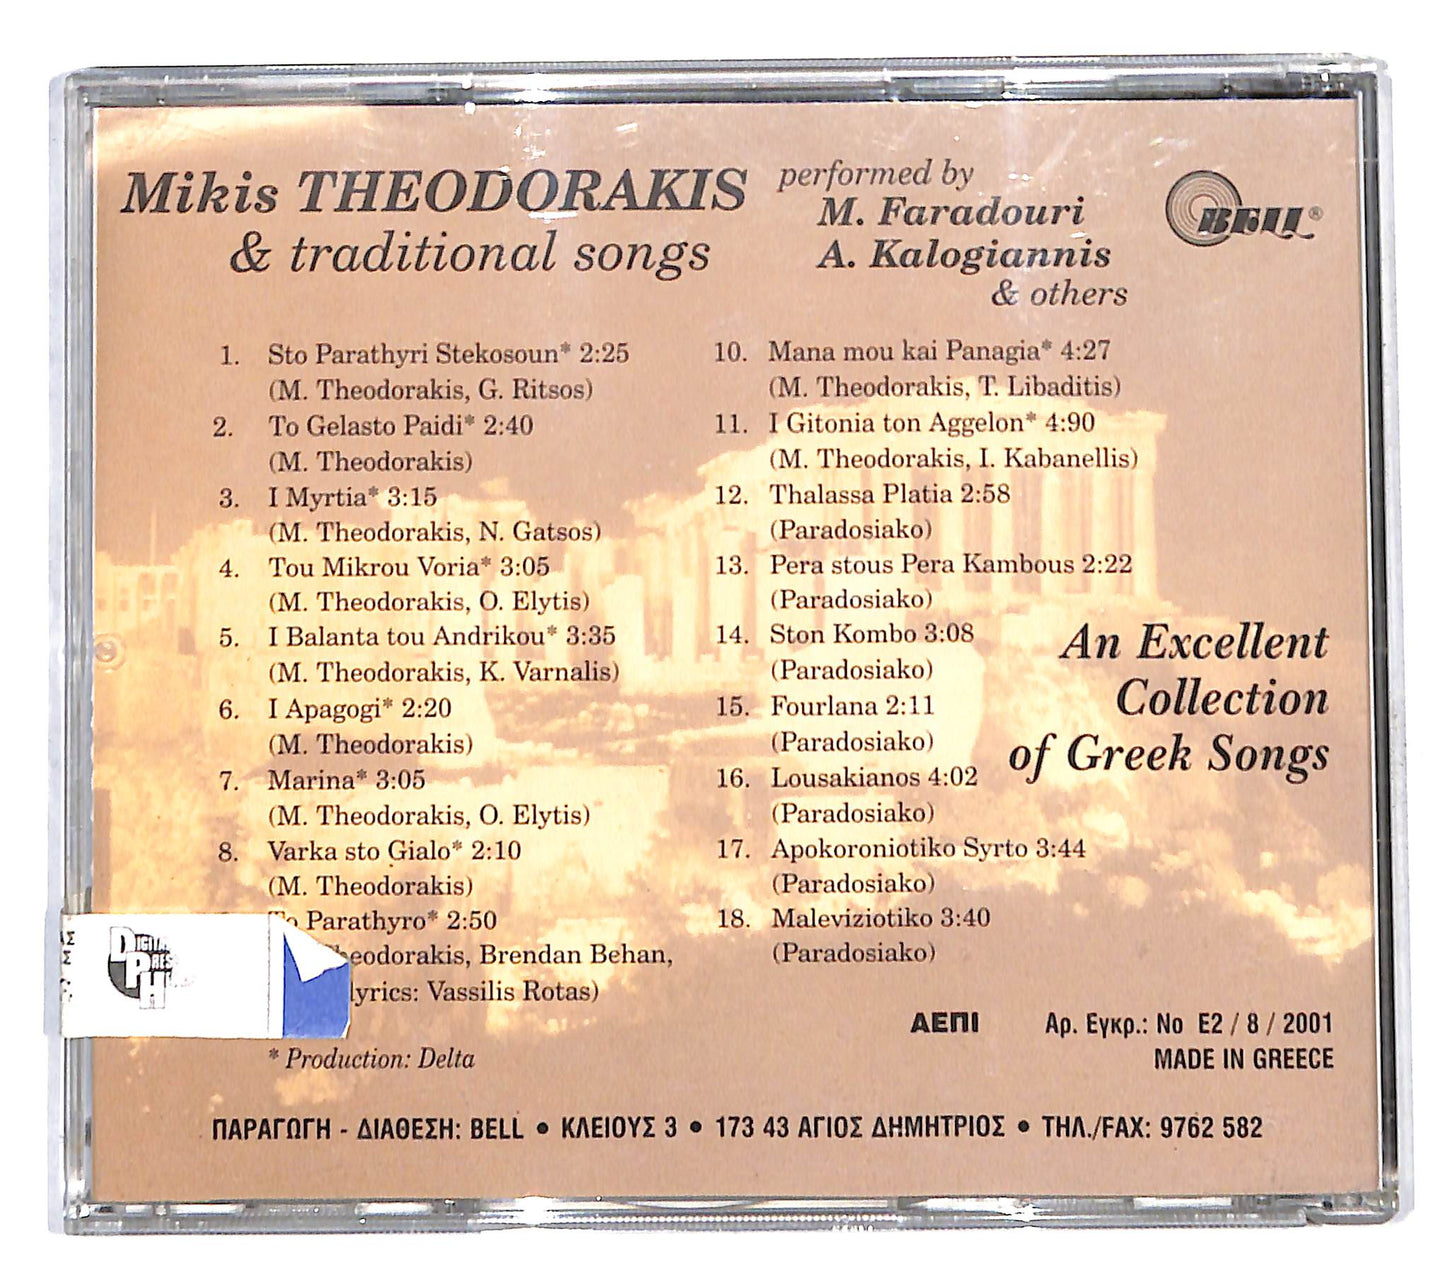 Mikis THEODORAKIS
& traditional songs
performed by
M. Faradouri
A. Kalogiannis
& others
BELL®
1. Sto Parathyri Stekosoun* 2:25
(M. Theodorakis, G. Ritsos)
2. To Gelasto Paidi* 2:40
(M. Theodorakis)
3. I Myrtia* 3:15
(M. Theodorakis, N. Gatsos)
4. Tou Mikrou Voria* 3:05
(M. Theodorakis, O. Elytis)
5. I Balanta tou Andrikou* 3:35
(M. Theodorakis, K. Varnalis)
6. I Apagogi* 2:20
(M. Theodorakis)
7. Marina* 3:05
(M. Theodorakis, O. Elytis)
8. Varka sto Gialo* 2:10
(M. Theodorakis)
To Parathyro* 2:50
heodorakis, Brendan Behan,
lyrics: Vassilis Rotas)
* Production: Delta
10. Mana mou kai Panagia* 4:27
(M. Theodorakis, T. Libaditis)
11. I Gitonia ton Aggelon* 4:90
(M. Theodorakis, I. Kabanellis)
12. Thalassa Platia 2:58
(Paradosiako)
13. Pera stous Pera Kambous 2:22
(Paradosiako)
14. Ston Kombo 3:08
(Paradosiako)
15. Fourlana 2:11
(Paradosiako)
16. Lousakianos 4:02
(Paradosiako)
17. Apokoroniotiko Syrto 3:44
(Paradosiako)
18. Maleviziotiko 3:40
(Paradosiako)
An Excellent
Collection
of Greek Songs
ΑΕΠΙ Αρ. Εγκρ.: No E2 / 8 / 2001
MADE IN GREECE
ΠΑΡΑΓΩΓΗ - ΔΙΑΘΕΣΗ: BELL • ΚΛΕΙΟΥΣ 3 • 173 43 ΑΓΙΟΣ ΔΗΜΗΤΡΙΟΣ • ΤΗΛ./FAX: 9762 582